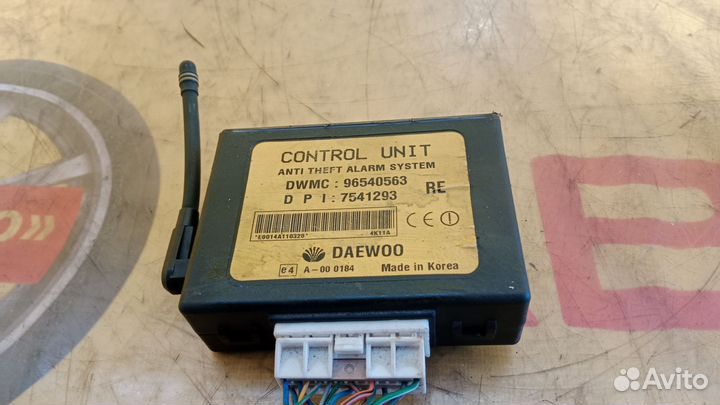 CONTROL UNIT
ANTI THEFT ALARM SYSTEM
DWMC : 96540563 RE
D P I : 7541293
*E0014A110320* 4K11A
CE
DAEWOO
e4 A-00 0184 Made in Korea
Avito